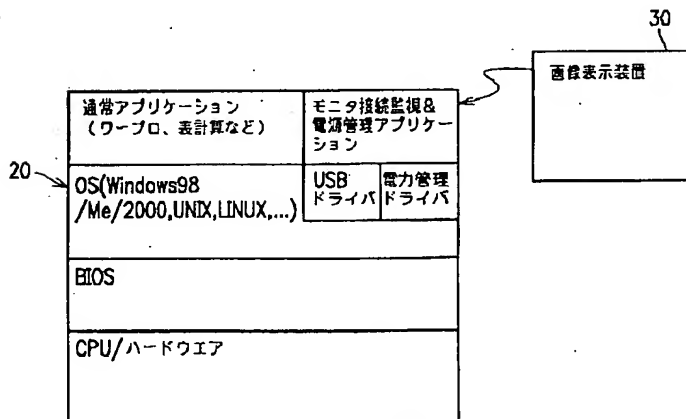 30
画像表示装置
通常アプリケーション
(ワープロ、表計算など)
モニタ接続監視&
電源管理アプリケー
ション
20
OS(Windows98
/Me/2000,UNIX,LINUX,...)
USB
ドライバ
電力管理
ドライバ
BIOS
CPU/ハードウエア